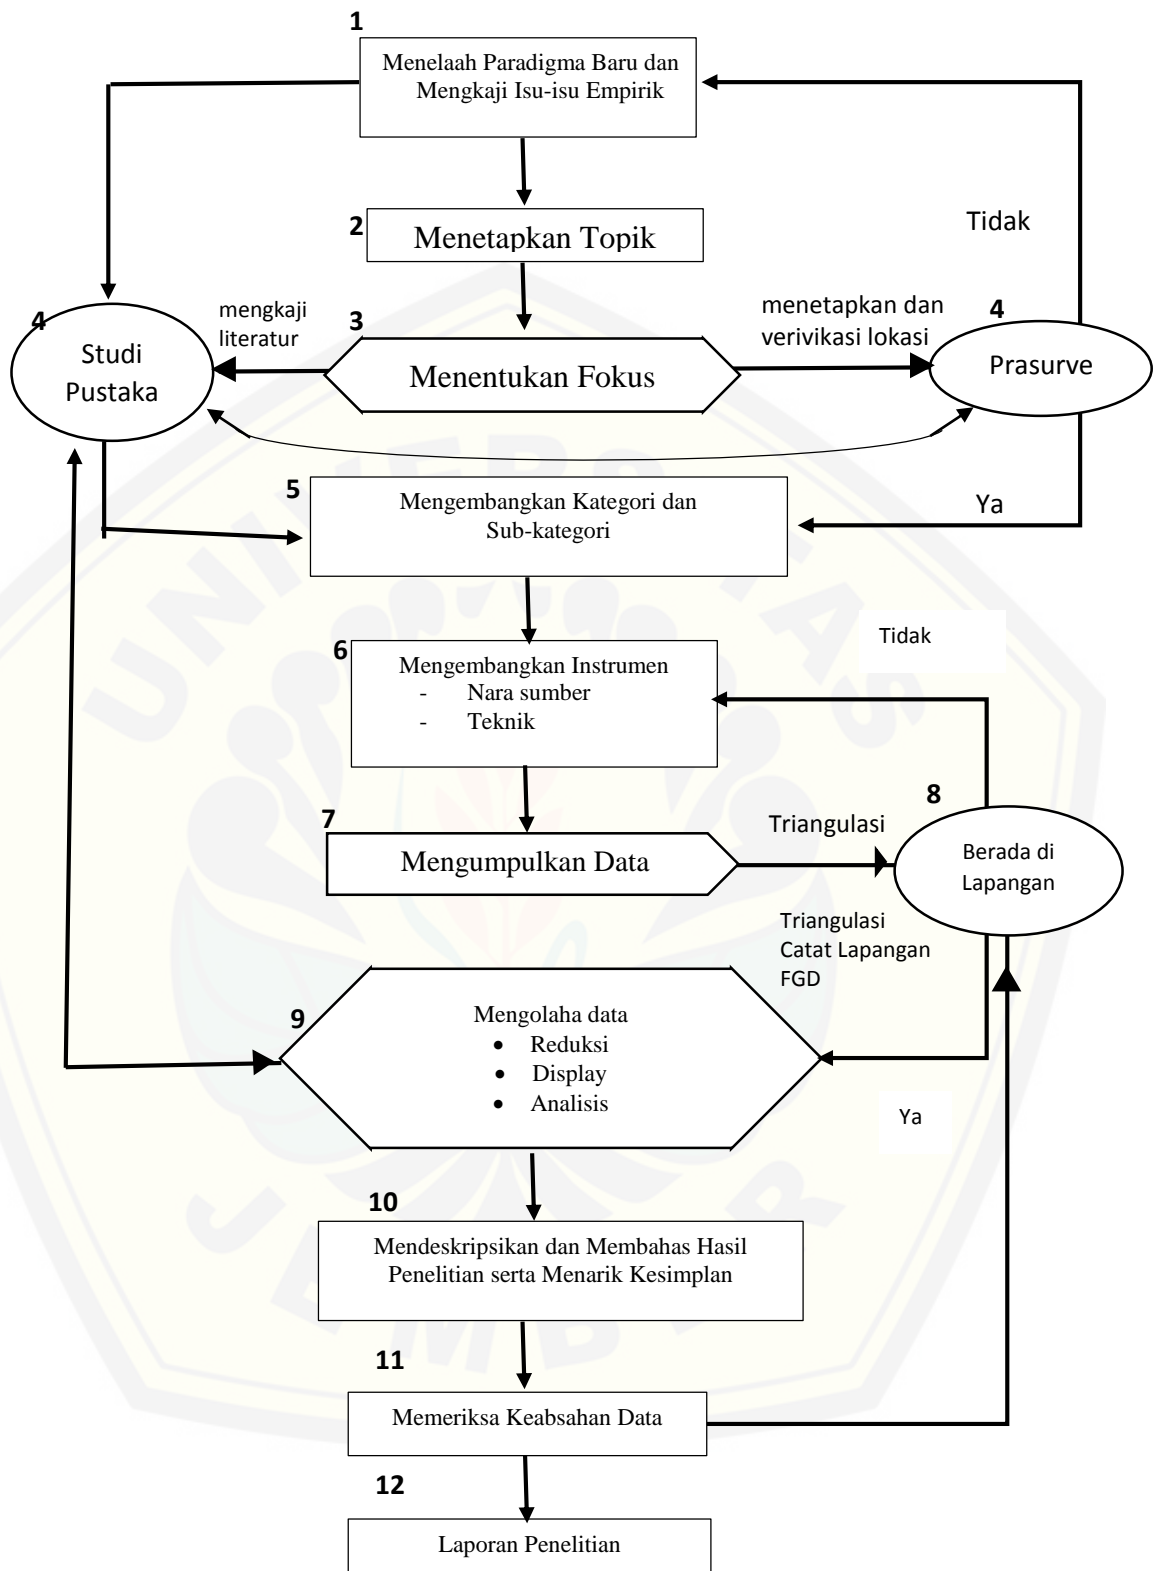 1
Menelaah Paradigma Baru dan
Mengkaji Isu-isu Empirik
2
Menetapkan Topik
Tidak
mengkaji
literatur
3
menetapkan dan
verivikasi lokasi
4
Studi
Pustaka
Menentukan Fokus
4
Prasurve
5
Mengembangkan Kategori dan
Sub-kategori
Ya
Tidak
6
Mengembangkan Instrumen
- Nara sumber
- Teknik
7
Mengumpulkan Data
Triangulasi
8
Berada di
Lapangan
Triangulasi
Catat Lapangan
FGD
9
Mengolaha data
• Reduksi
• Display
• Analisis
Ya
10
Mendeskripsikan dan Membahas Hasil
Penelitian serta Menarik Kesimplan
11
Memeriksa Keabsahan Data
12
Laporan Penelitian
UNIVERSITAS
JEMBER